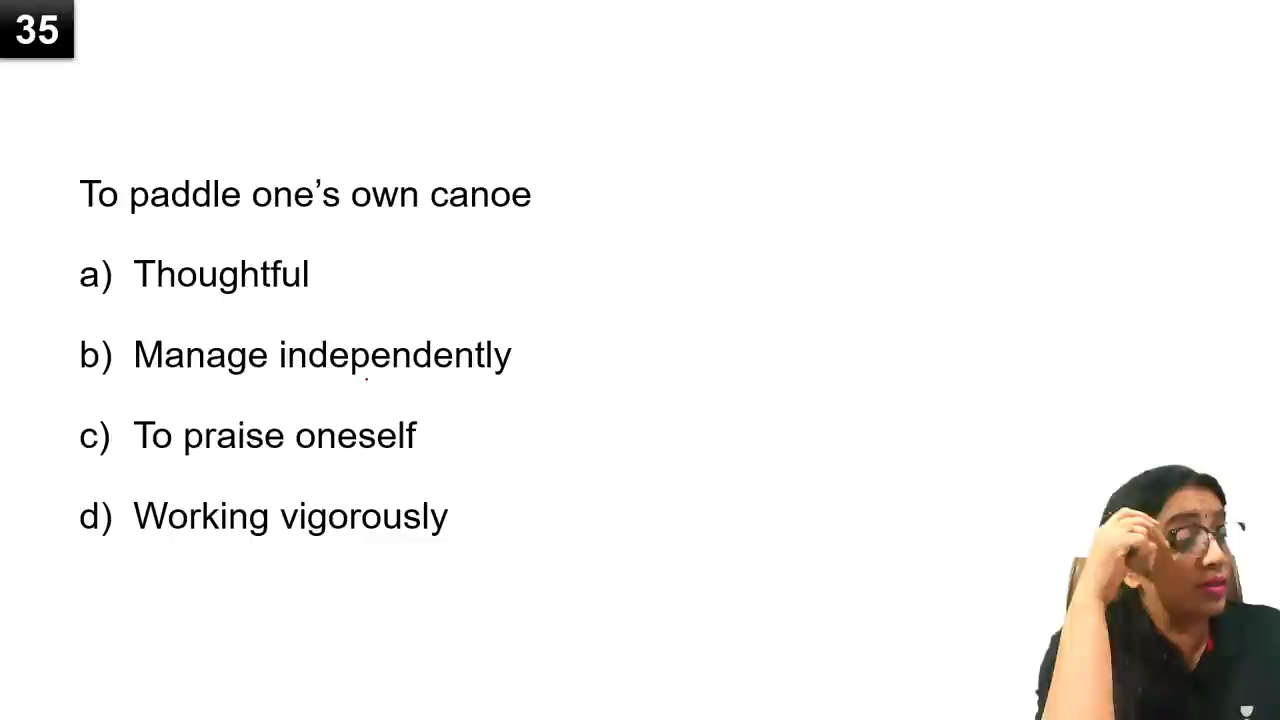 35
To paddle one’s own canoe
a) Thoughtful
b) Manage independently
c) To praise oneself
d) Working vigorously